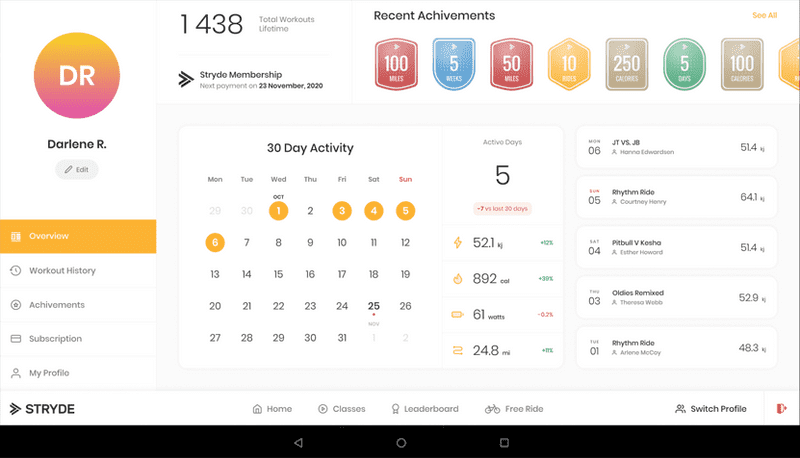 DR
Darlene R.
Edit
Overview
Workout History
Achivements
Subscription
My Profile
1 438
Total Workouts
Lifetime
Stryde Membership
Next payment on 23 November, 2020
Recent Achivements
See All
100
MILES
5
WEEKS
50
MILES
10
RIDES
250
CALORIES
5
DAYS
100
CALORIES
30 Day Activity
Mon Tue Wed Thu Fri Sat Sun
OCT
29 30 1 2 3 4 5
6 7 8 9 10 11 12
13 14 15 16 17 18 19
20 21 22 23 24 25 26
NOV
27 28 29 30 31 1 2
Active Days
5
-7 vs last 20 days
52.1 kj +12%
892 cal +38%
61 watts -0.2%
24.8 mi +11%
MON
06
JT VS. JB
Hanna Edwardsen
51.4 kj
SUN
05
Rhythm Ride
Courtney Henry
64.1 kj
SAT
04
Pitbull V Kesha
Esther Howard
51.4 kj
THU
03
Oldies Remixed
Theresa Webb
52.9 kj
TUE
01
Rhythm Ride
Arlene McCoy
48.3 kj
STRYDE
Home
Classes
Leaderboard
Free Ride
Switch Profile